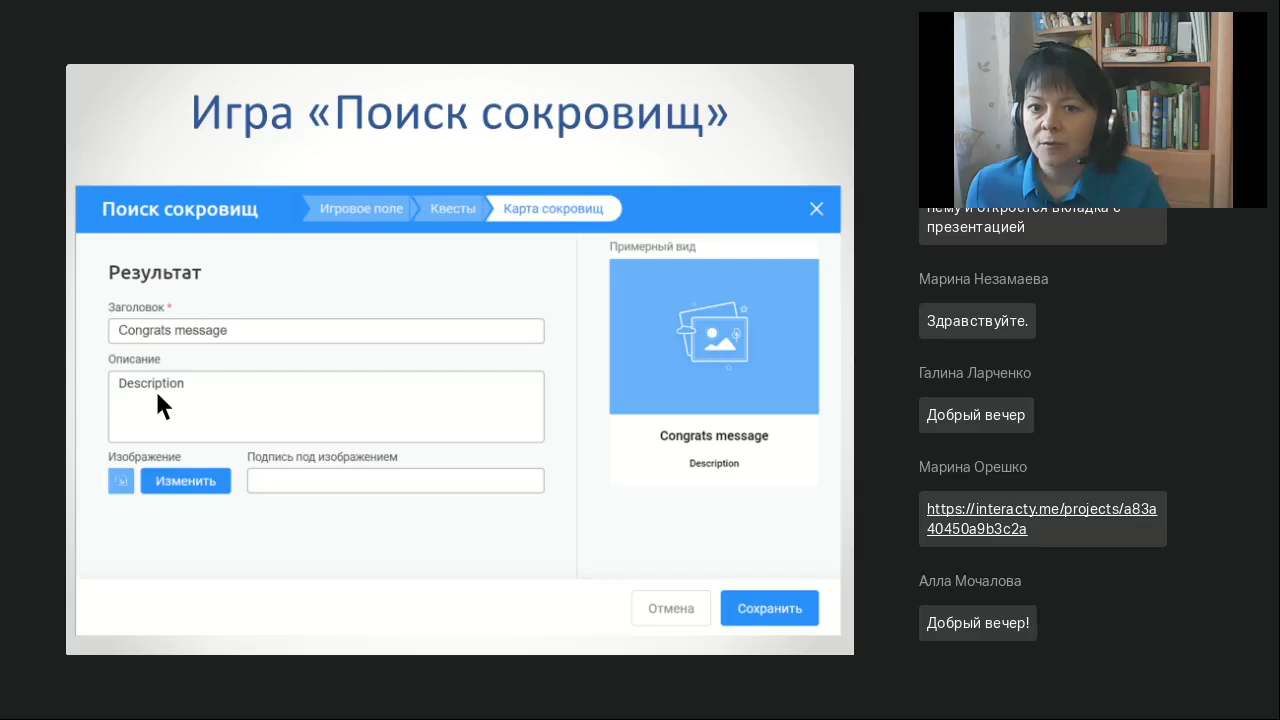 Игра «Поиск сокровищ»
Поиск сокровищ
Игровое поле
Квесты
Карта сокровищ
Результат
Заголовок *
Congrats message
Описание
Description
Изображение
Изменить
Подпись под изображением
Примерный вид
Congrats message
Description
Отмена
Сохранить
нему и откроется вкладка с
презентацией
Марина Незамаева
Здравствуйте.
Галина Ларченко
Добрый вечер
Марина Орешко
https://interacty.me/projects/a83a
40450a9b3c2a
Алла Мочалова
Добрый вечер!